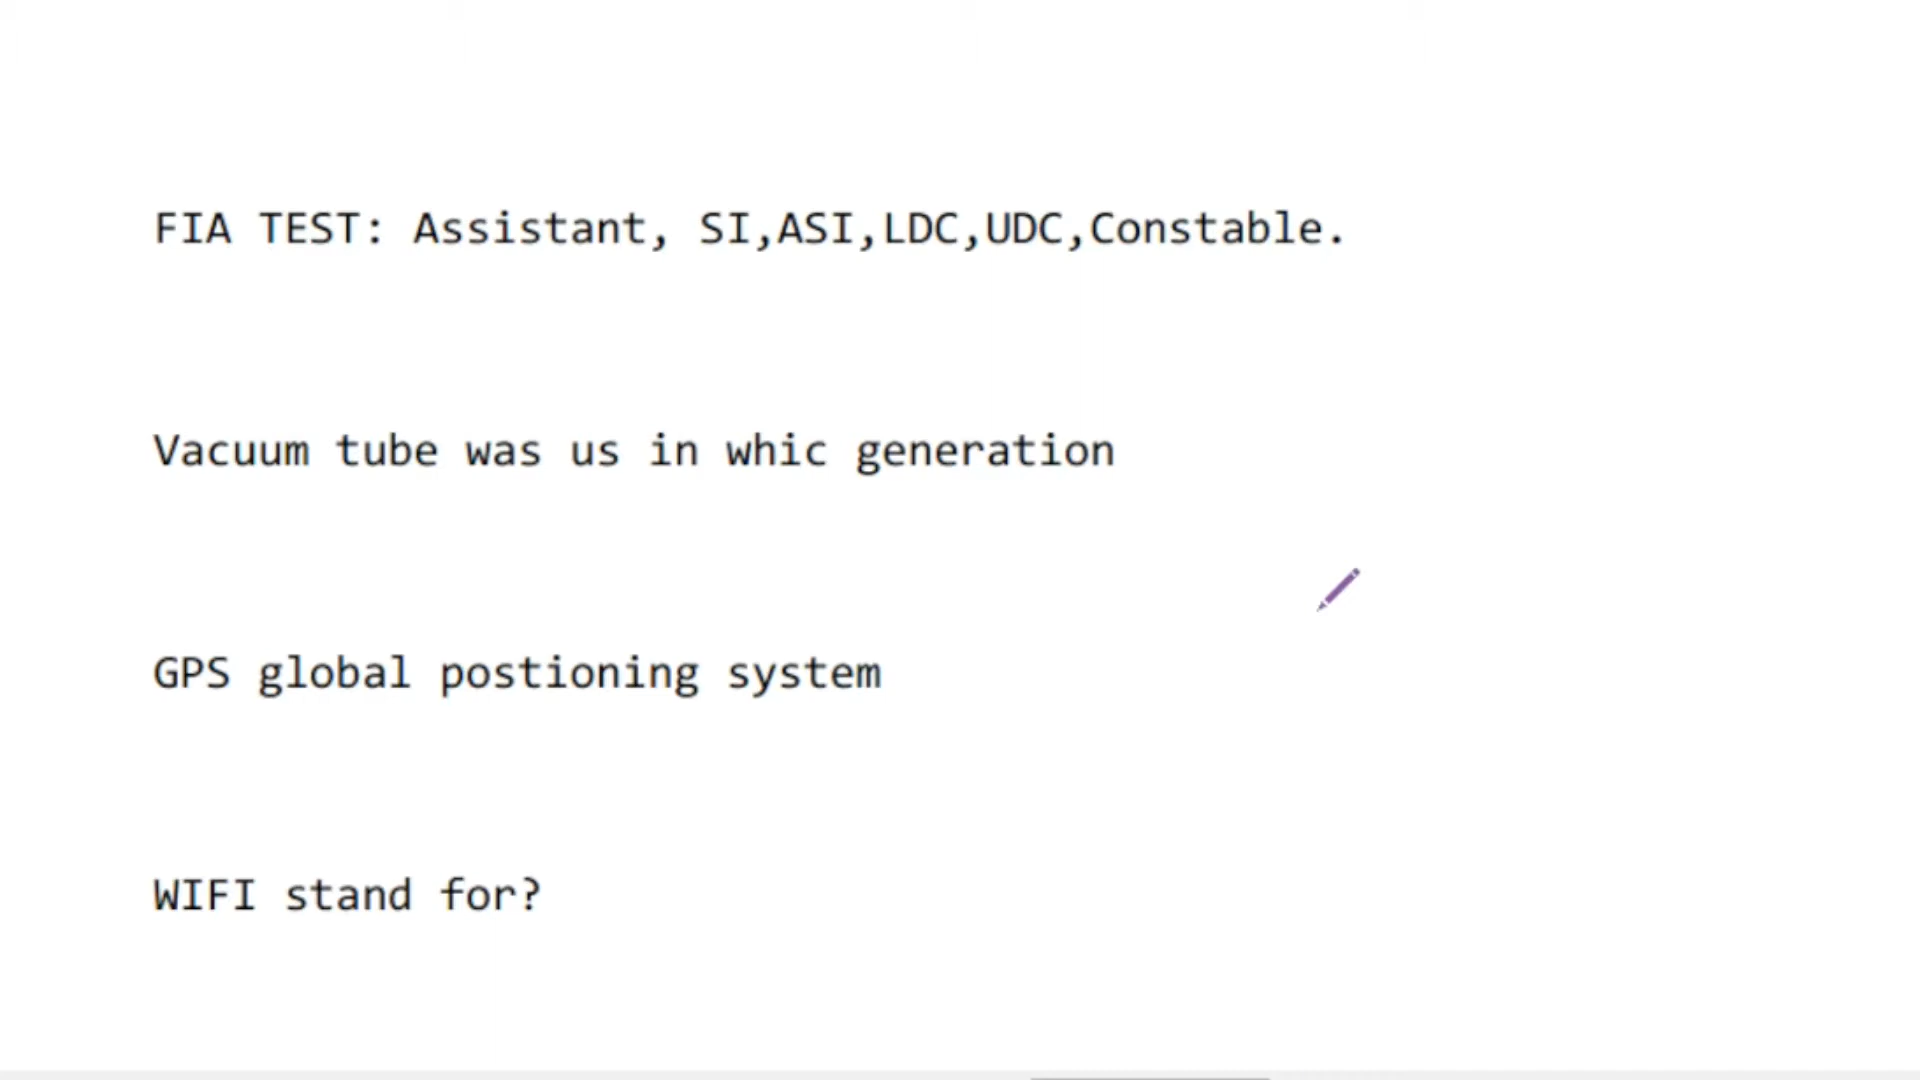 FIA TEST: Assistant, SI,ASI,LDC,UDC,Constable.
Vacuum tube was us in whic generation
GPS global postioning system
WIFI stand for?